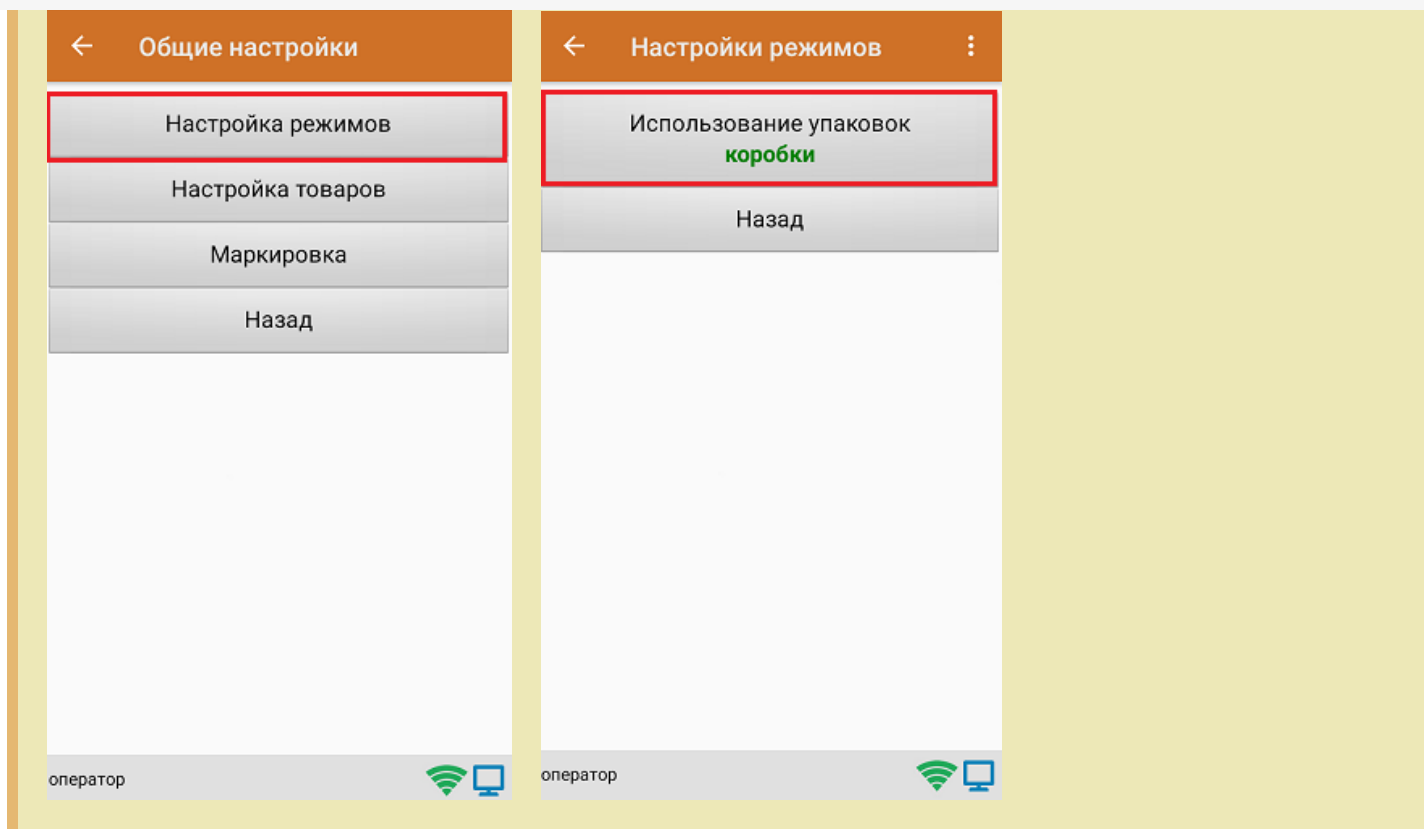 Общие настройки
Настройка режимов
Настройка товаров
Маркировка
Назад
оператор
Настройки режимов
Использование упаковок
коробки
Назад
оператор